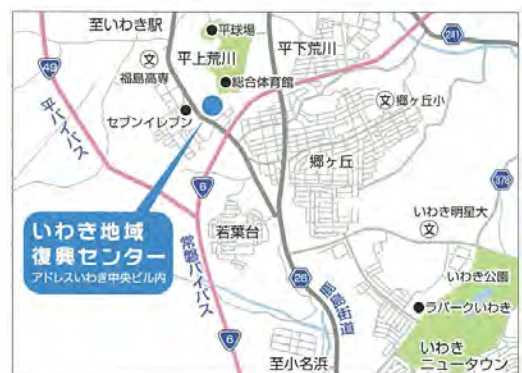 至いわき駅
平球場
241
文
平上荒川
平下荒川
49
福島高専
総合体育館
文 郷ヶ丘小
平バイパス
セブンイレブン
郷ヶ丘
6
378
いわき地域
復興センター
アドレスいわき中央ビル内
若葉台
いわき明星大
文
常磐バイパス
26
鹿島街道
いわき公園
ラパークいわき
6
いわき
ニュータウン
至小名浜